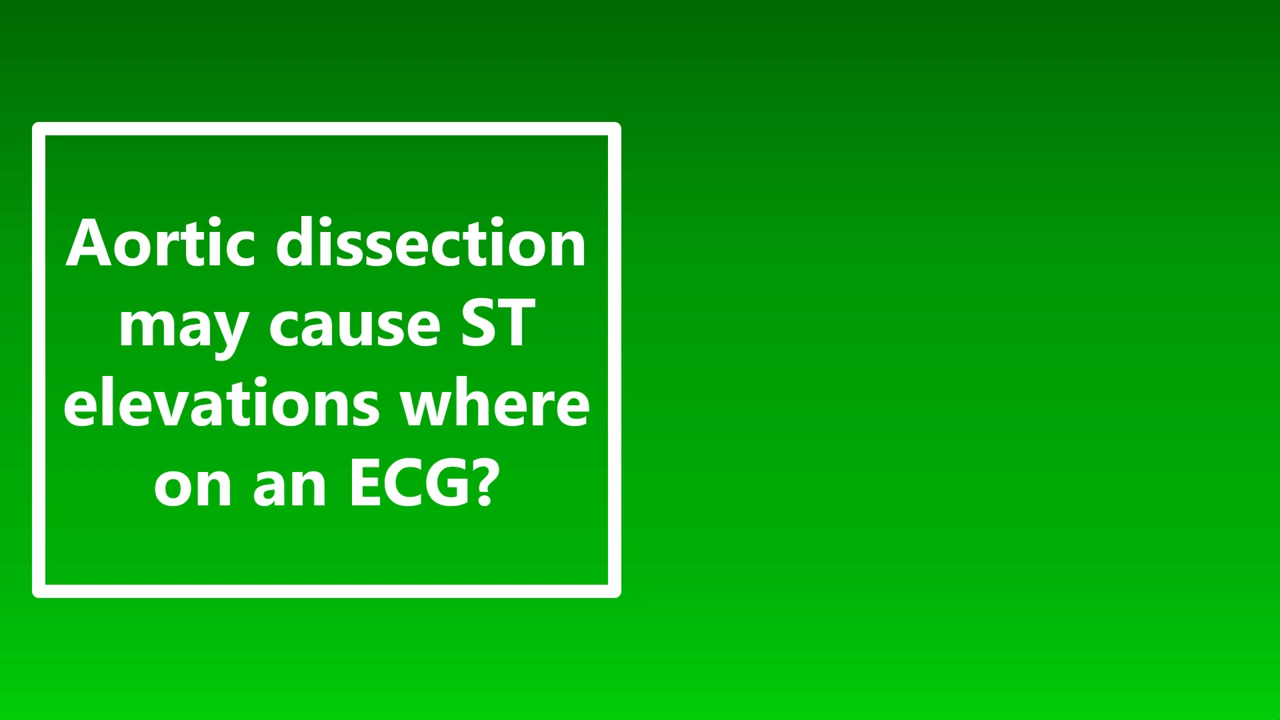 Aortic dissection
may cause ST
elevations where
on an ECG?